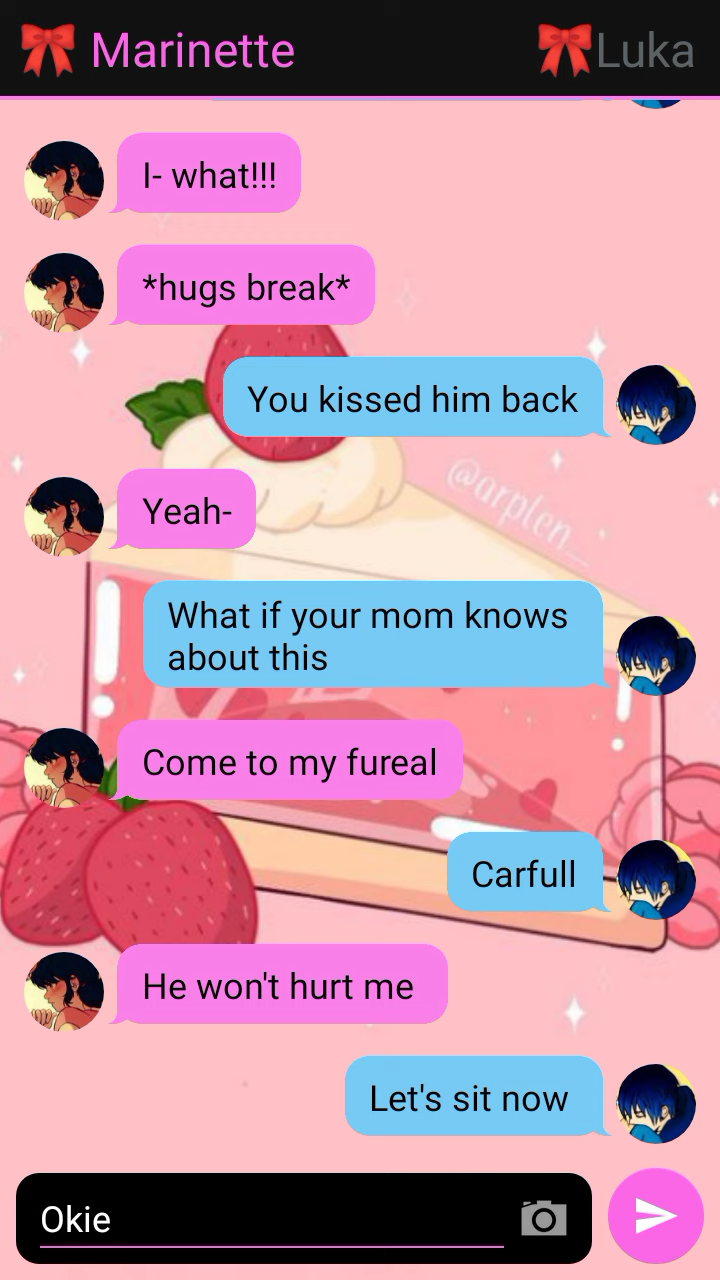 🎀 Marinette
🎀Luka
I- what!!!
*hugs break*
You kissed him back
@arplen_
Yeah-
What if your mom knows
about this
Come to my fureal
Carfull
He won't hurt me
Let's sit now
Okie